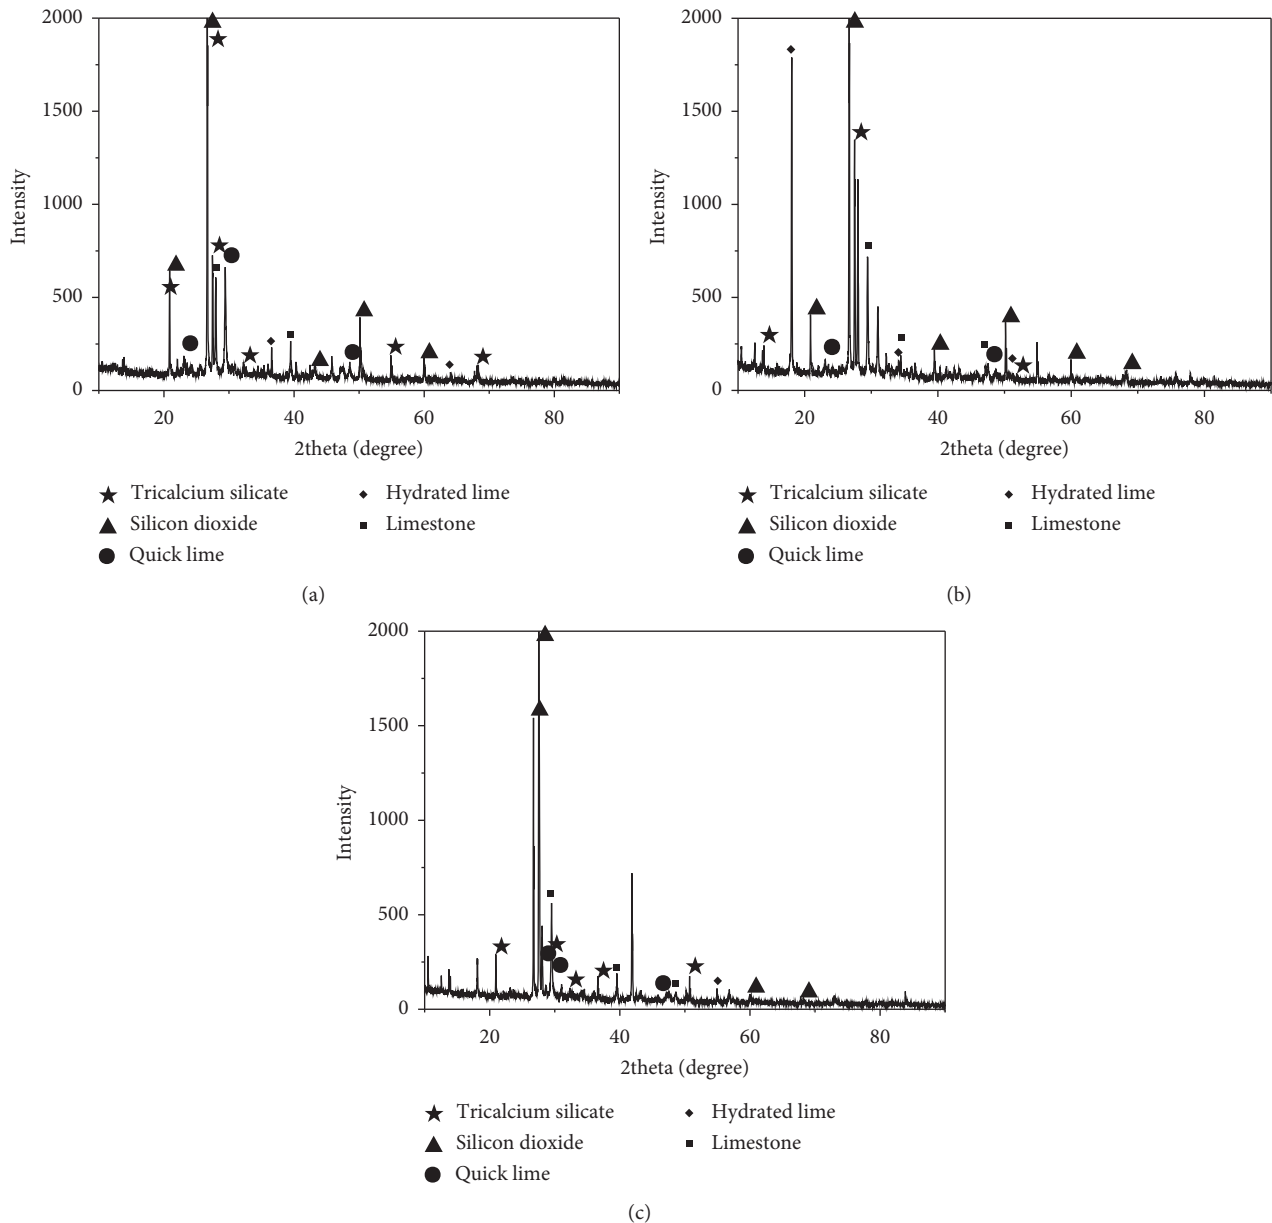 2000
1500
1000
500
0
Intensity
20
40
60
80
2theta (degree)
Tricalcium silicate
Hydrated lime
Silicon dioxide
Limestone
Quick lime
(a)
2000
1500
1000
500
0
Intensity
20
40
60
80
2theta (degree)
Tricalcium silicate
Hydrated lime
Silicon dioxide
Limestone
Quick lime
(b)
2000
1500
1000
500
0
Intensity
20
40
60
80
2theta (degree)
Tricalcium silicate
Hydrated lime
Silicon dioxide
Limestone
Quick lime
(c)